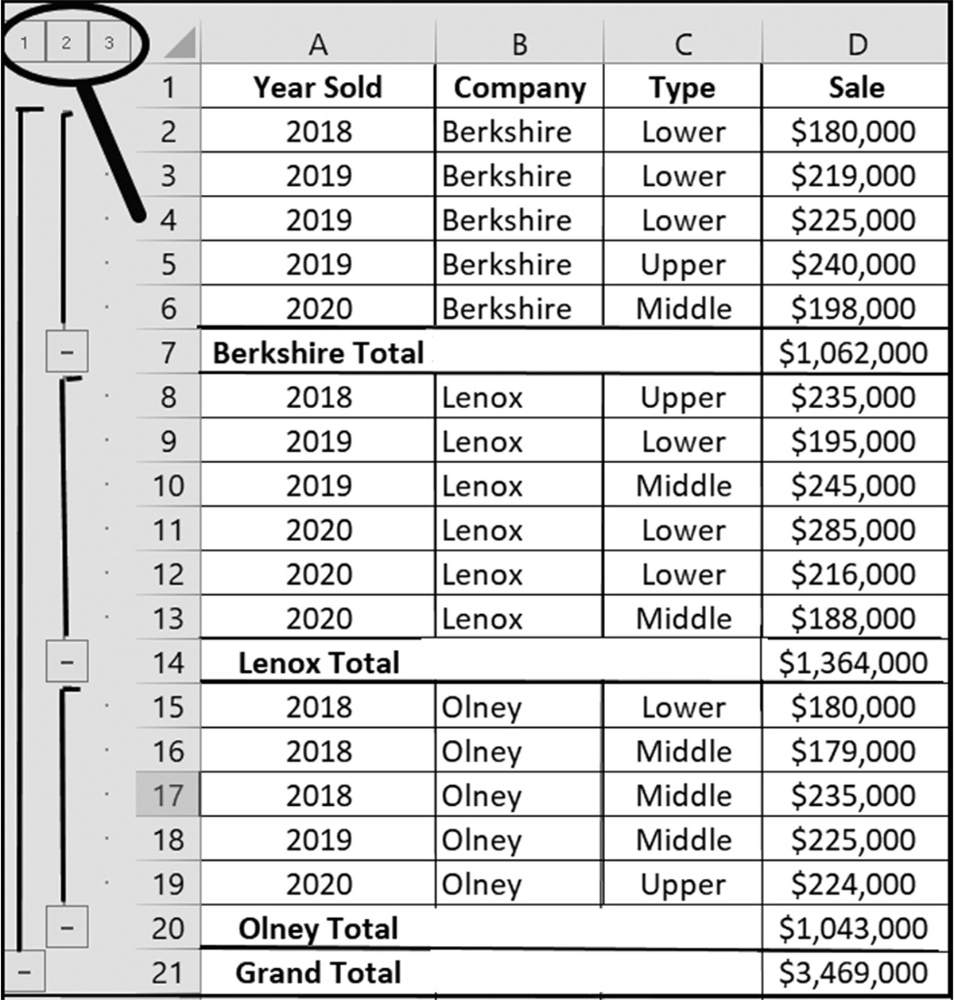 1 2 3 A B C D
1 Year Sold Company Type Sale
2 2018 Berkshire Lower $180,000
3 2019 Berkshire Lower $219,000
4 2019 Berkshire Lower $225,000
5 2019 Berkshire Upper $240,000
6 2020 Berkshire Middle $198,000
7 Berkshire Total $1,062,000
8 2018 Lenox Upper $235,000
9 2019 Lenox Lower $195,000
10 2019 Lenox Middle $245,000
11 2020 Lenox Lower $285,000
12 2020 Lenox Lower $216,000
13 2020 Lenox Middle $188,000
14 Lenox Total $1,364,000
15 2018 Olney Lower $180,000
16 2018 Olney Middle $179,000
17 2018 Olney Middle $235,000
18 2019 Olney Middle $225,000
19 2020 Olney Upper $224,000
20 Olney Total $1,043,000
21 Grand Total $3,469,000